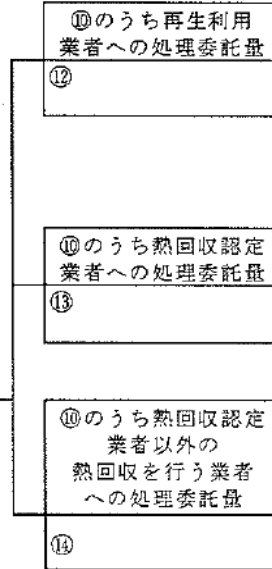 ⑩のうち再生利用
業者への処理委託量
⑫
⑩のうち熱回収認定
業者への処理委託量
⑬
⑩のうち熱回収認定
業者以外の
熱回収を行う業者
への処理委託量
⑭